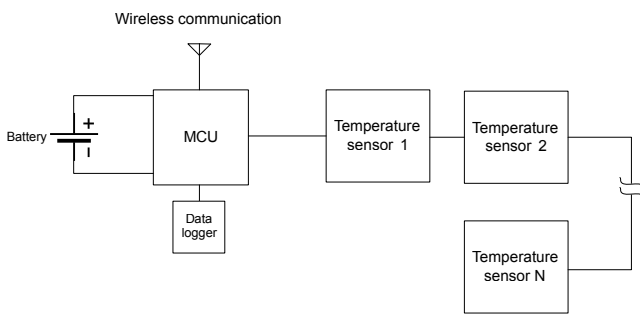 Wireless communication
Battery
+
MCU
Data
logger
Temperature
sensor 1
Temperature
sensor 2
Temperature
sensor N